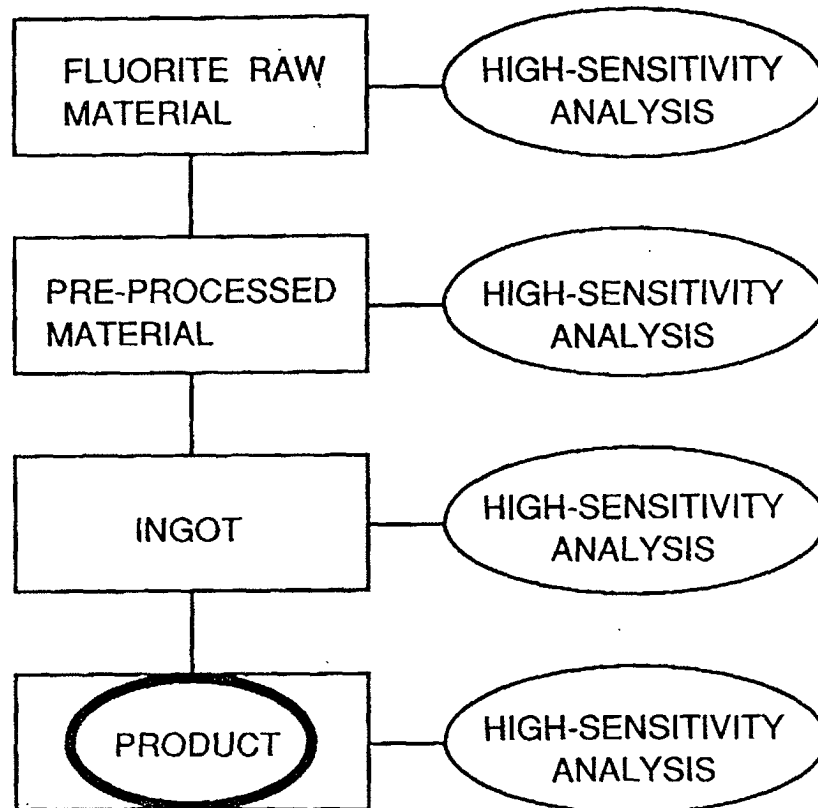 FLUORITE RAW
MATERIAL
HIGH-SENSITIVITY
ANALYSIS
PRE-PROCESSED
MATERIAL
HIGH-SENSITIVITY
ANALYSIS
INGOT
HIGH-SENSITIVITY
ANALYSIS
PRODUCT
HIGH-SENSITIVITY
ANALYSIS